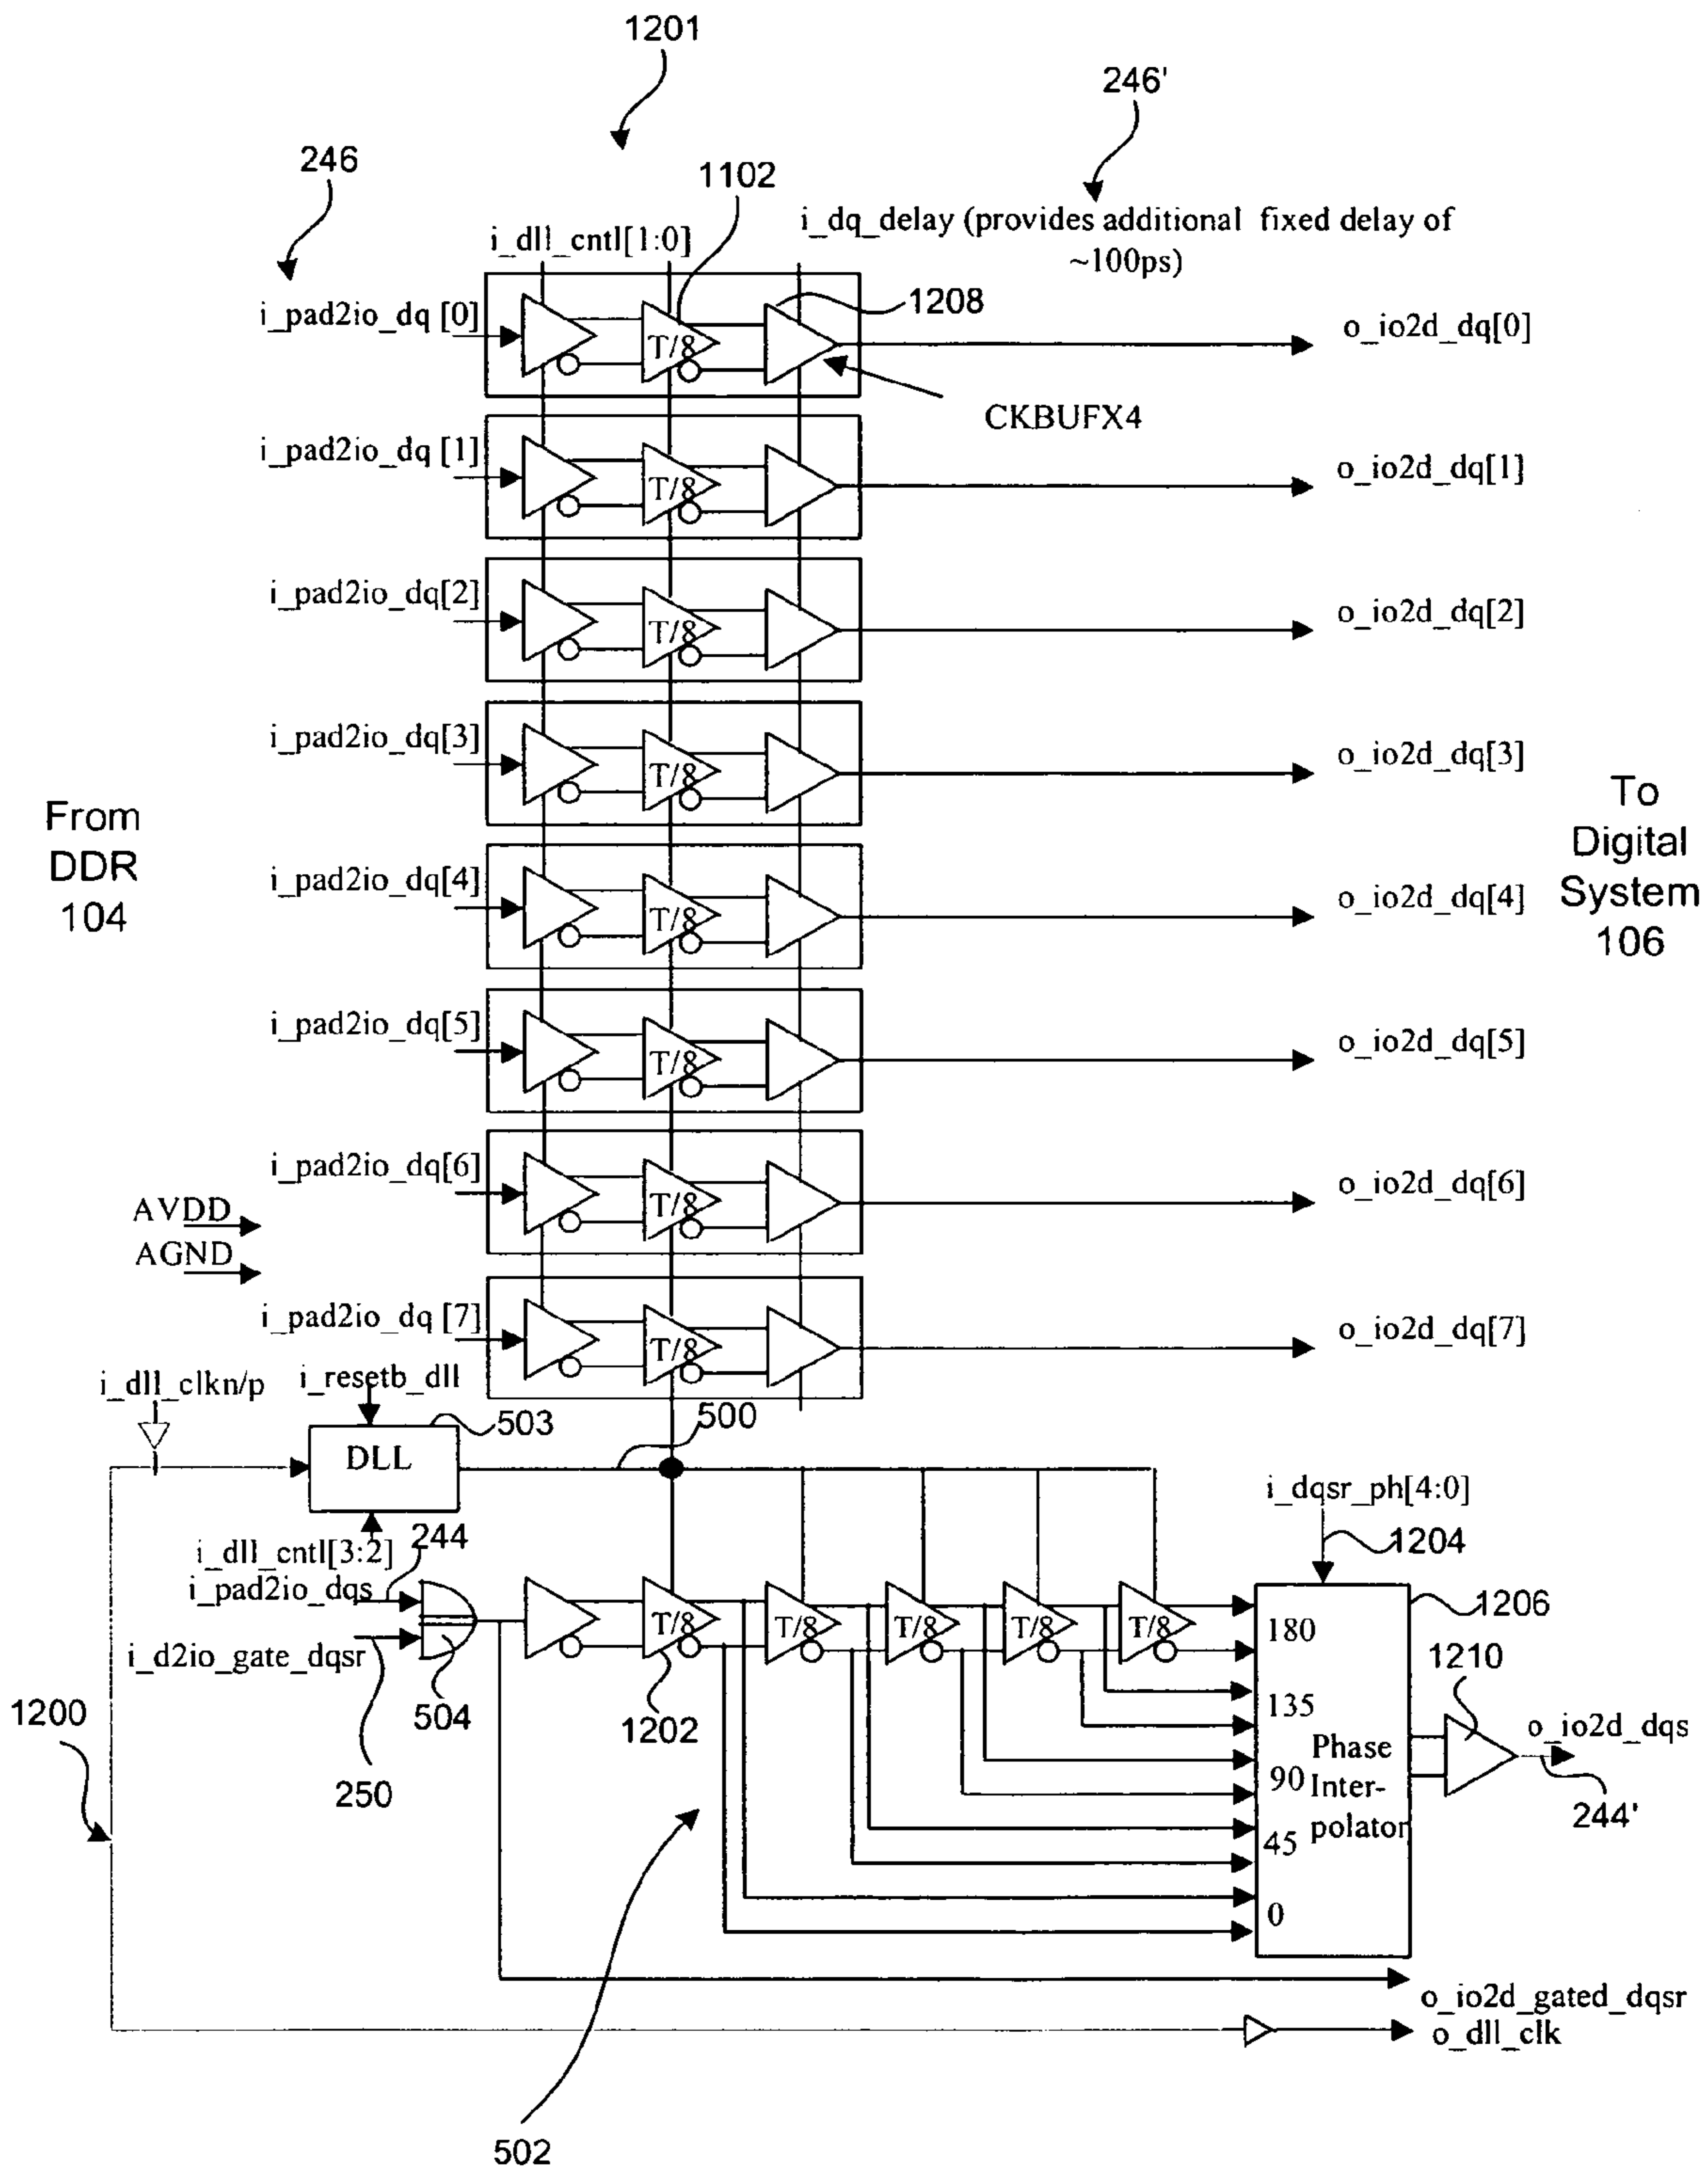 1201
246'
246
1102
i_dq_delay (provides additional fixed delay of
~100ps)
i_dll_cntl[1:0]
1208
i_pad2io_dq [0]
T/8
o_io2d_dq[0]
CKBUFX4
i_pad2io_dq [1]
T/8
o_io2d_dq[1]
i_pad2io_dq[2]
T/8
o_io2d_dq[2]
i_pad2io_dq[3]
T/8
o_io2d_dq[3]
From
DDR
104
To
Digital
System
106
i_pad2io_dq[4]
T/8
o_io2d_dq[4]
i_pad2io_dq[5]
T/8
o_io2d_dq[5]
i_pad2io_dq[6]
T/8
o_io2d_dq[6]
AVDD
AGND
i_pad2io_dq [7]
T/8
o_io2d_dq[7]
i_dll_clkn/p
i_resetb_dll
503
500
DLL
i_dqsr_ph[4:0]
1204
i_dll_cntl[3:2]
244
i_pad2io_dqs
i_d2io_gate_dqsr
504
250
T/8
T/8
T/8
T/8
T/8
1202
1206
180
135
90
45
0
Phase
Inter-
polator
1210
o_io2d_dqs
244'
1200
o_io2d_gated_dqsr
o_dll_clk
502